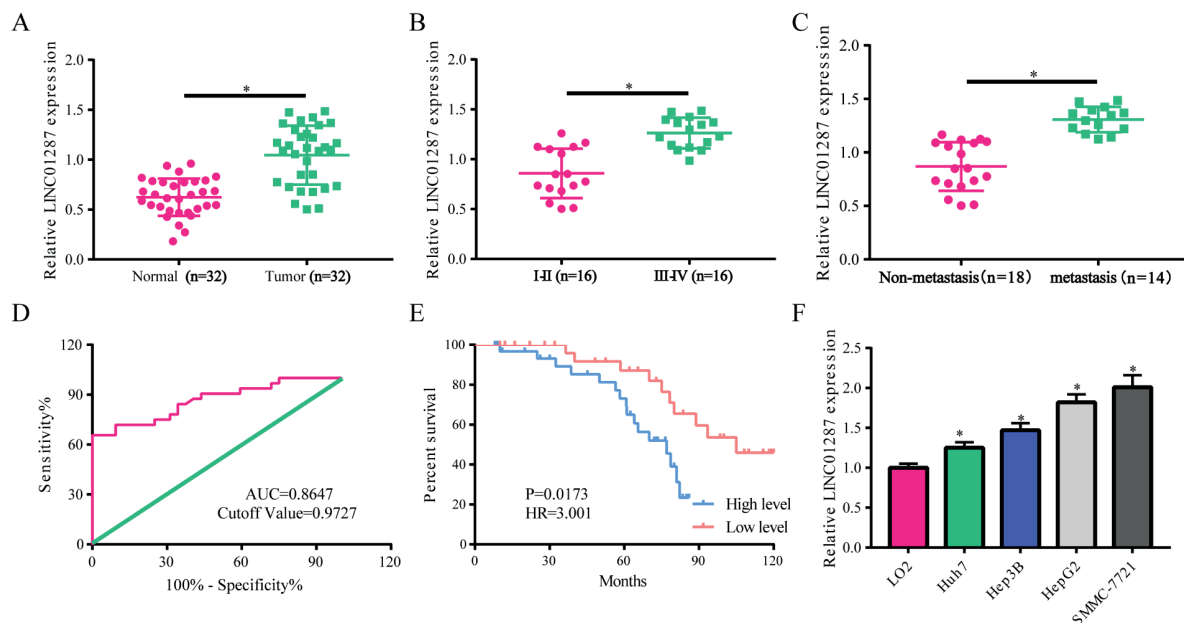 A
Relative LINC01287 expression
2.0
1.5
1.0
0.5
0.0
*
Normal (n=32)
Tumor (n=32)
B
Relative LINC01287 expression
2.0
1.5
1.0
0.5
0.0
*
I-II (n=16)
III-IV (n=16)
C
Relative LINC01287 expression
2.0
1.5
1.0
0.5
0.0
*
Non-metastasis (n=18)
metastasis (n=14)
D
Sensitivity%
120
90
60
30
0
AUC=0.8647
Cutoff Value=0.9727
0
30
60
90
120
100% - Specificity%
E
Percent survival
100
80
60
40
20
0
P=0.0173
HR=3.001
High level
Low level
0
30
60
90
120
Months
F
Relative LINC01287 expression
2.5
2.0
1.5
1.0
0.5
0.0
*
*
*
*
LO2
Huh7
Hep3B
HepG2
SMMC-7721